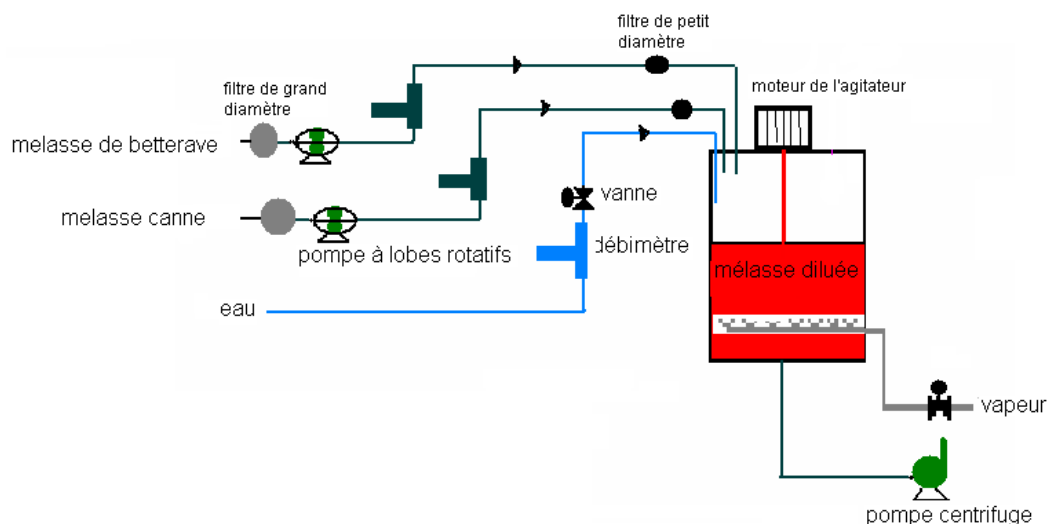 filtre de petit
diamètre
moteur de l'agitateur
filtre de grand
diamètre
melasse de betterave
melasse canne
vanne
pompe à lobes rotatifs
débimètre
mélasse diluée
eau
vapeur
pompe centrifuge